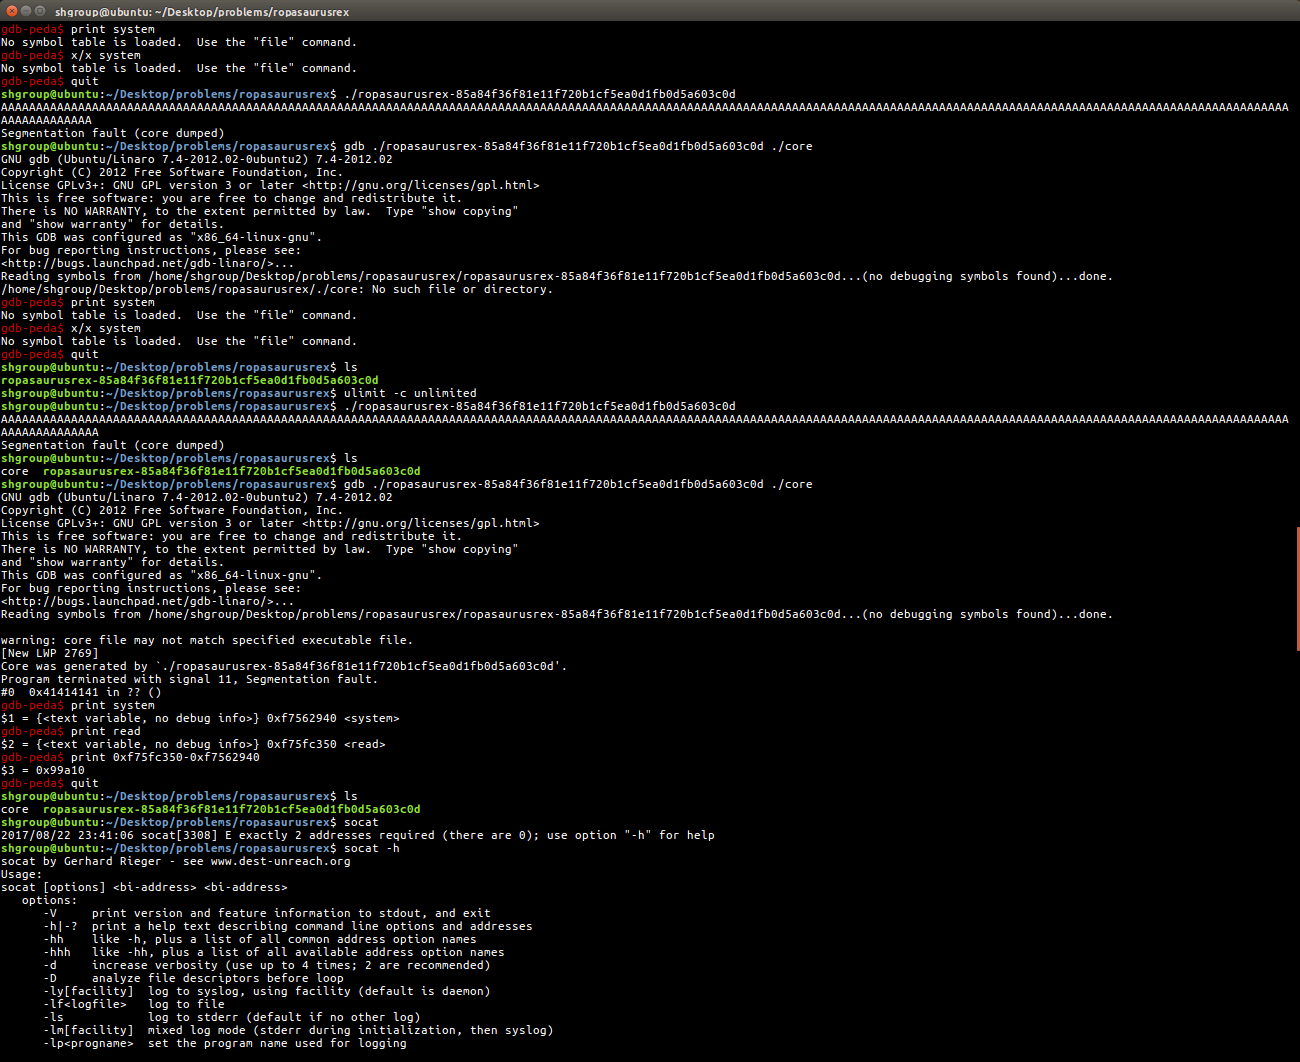 shgroup@ubuntu: ~/Desktop/problems/ropasaurusrex
gdb-peda$ print system
No symbol table is loaded.  Use the "file" command.
gdb-peda$ x/x system
No symbol table is loaded.  Use the "file" command.
gdb-peda$ quit
shgroup@ubuntu:~/Desktop/problems/ropasaurusrex$ ./ropasaurusrex-85a84f36f81e11f720b1cf5ea0d1fb0d5a603c0d
AAAAAAAAAAAAAAAAAAAAAAAAAAAAAAAAAAAAAAAAAAAAAAAAAAAAAAAAAAAAAAAAAAAAAAAAAAAAAAAAAAAAAAAAAAAAAAAAAAAAAAAAAAAAAAAAAAAAAAAAAAAAAAAAAAAAAAAAAAAAAAAAAAAAAAAAAAAAAAAAAAAAAAAAAAAAAAAAAAAA
AAAAAAAAAAAAA
Segmentation fault (core dumped)
shgroup@ubuntu:~/Desktop/problems/ropasaurusrex$ gdb ./ropasaurusrex-85a84f36f81e11f720b1cf5ea0d1fb0d5a603c0d ./core
GNU gdb (Ubuntu/Linaro 7.4-2012.02-0ubuntu2) 7.4-2012.02
Copyright (C) 2012 Free Software Foundation, Inc.
License GPLv3+: GNU GPL version 3 or later <http://gnu.org/licenses/gpl.html>
This is free software: you are free to change and redistribute it.
There is NO WARRANTY, to the extent permitted by law.  Type "show copying"
and "show warranty" for details.
This GDB was configured as "x86_64-linux-gnu".
For bug reporting instructions, please see:
<http://bugs.launchpad.net/gdb-linaro/>...
Reading symbols from /home/shgroup/Desktop/problems/ropasaurusrex/ropasaurusrex-85a84f36f81e11f720b1cf5ea0d1fb0d5a603c0d...(no debugging symbols found)...done.
/home/shgroup/Desktop/problems/ropasaurusrex/./core: No such file or directory.
gdb-peda$ print system
No symbol table is loaded.  Use the "file" command.
gdb-peda$ x/x system
No symbol table is loaded.  Use the "file" command.
gdb-peda$ quit
shgroup@ubuntu:~/Desktop/problems/ropasaurusrex$ ls
ropasaurusrex-85a84f36f81e11f720b1cf5ea0d1fb0d5a603c0d
shgroup@ubuntu:~/Desktop/problems/ropasaurusrex$ ulimit -c unlimited
shgroup@ubuntu:~/Desktop/problems/ropasaurusrex$ ./ropasaurusrex-85a84f36f81e11f720b1cf5ea0d1fb0d5a603c0d
AAAAAAAAAAAAAAAAAAAAAAAAAAAAAAAAAAAAAAAAAAAAAAAAAAAAAAAAAAAAAAAAAAAAAAAAAAAAAAAAAAAAAAAAAAAAAAAAAAAAAAAAAAAAAAAAAAAAAAAAAAAAAAAAAAAAAAAAAAAAAAAAAAAAAAAAAAAAAAAAAAAAAAAAAAAAAAAAAAAA
AAAAAAAAAAAAAA
Segmentation fault (core dumped)
shgroup@ubuntu:~/Desktop/problems/ropasaurusrex$ ls
core  ropasaurusrex-85a84f36f81e11f720b1cf5ea0d1fb0d5a603c0d
shgroup@ubuntu:~/Desktop/problems/ropasaurusrex$ gdb ./ropasaurusrex-85a84f36f81e11f720b1cf5ea0d1fb0d5a603c0d ./core
GNU gdb (Ubuntu/Linaro 7.4-2012.02-0ubuntu2) 7.4-2012.02
Copyright (C) 2012 Free Software Foundation, Inc.
License GPLv3+: GNU GPL version 3 or later <http://gnu.org/licenses/gpl.html>
This is free software: you are free to change and redistribute it.
There is NO WARRANTY, to the extent permitted by law.  Type "show copying"
and "show warranty" for details.
This GDB was configured as "x86_64-linux-gnu".
For bug reporting instructions, please see:
<http://bugs.launchpad.net/gdb-linaro/>...
Reading symbols from /home/shgroup/Desktop/problems/ropasaurusrex/ropasaurusrex-85a84f36f81e11f720b1cf5ea0d1fb0d5a603c0d...(no debugging symbols found)...done.
warning: core file may not match specified executable file.
[New LWP 2769]
Core was generated by `./ropasaurusrex-85a84f36f81e11f720b1cf5ea0d1fb0d5a603c0d'.
Program terminated with signal 11, Segmentation fault.
#0  0x41414141 in ?? ()
gdb-peda$ print system
$1 = {<text variable, no debug info>} 0xf7562940 <system>
gdb-peda$ print read
$2 = {<text variable, no debug info>} 0xf75fc350 <read>
gdb-peda$ print 0xf75fc350-0xf7562940
$3 = 0x99a10
gdb-peda$ quit
shgroup@ubuntu:~/Desktop/problems/ropasaurusrex$ ls
core  ropasaurusrex-85a84f36f81e11f720b1cf5ea0d1fb0d5a603c0d
shgroup@ubuntu:~/Desktop/problems/ropasaurusrex$ socat
2017/08/22 23:41:06 socat[3308] E exactly 2 addresses required (there are 0); use option "-h" for help
shgroup@ubuntu:~/Desktop/problems/ropasaurusrex$ socat -h
socat by Gerhard Rieger - see www.dest-unreach.org
Usage:
socat [options] <bi-address> <bi-address>
   options:
      -V     print version and feature information to stdout, and exit
      -h|-?  print a help text describing command line options and addresses
      -hh    like -h, plus a list of all common address option names
      -hhh   like -hh, plus a list of all available address option names
      -d     increase verbosity (use up to 4 times; 2 are recommended)
      -D     analyze file descriptors before loop
      -ly[facility]  log to syslog, using facility (default is daemon)
      -lf<logfile>   log to file
      -ls            log to stderr (default if no other log)
      -lm[facility]  mixed log mode (stderr during initialization, then syslog)
      -lp<progname>  set the program name used for logging